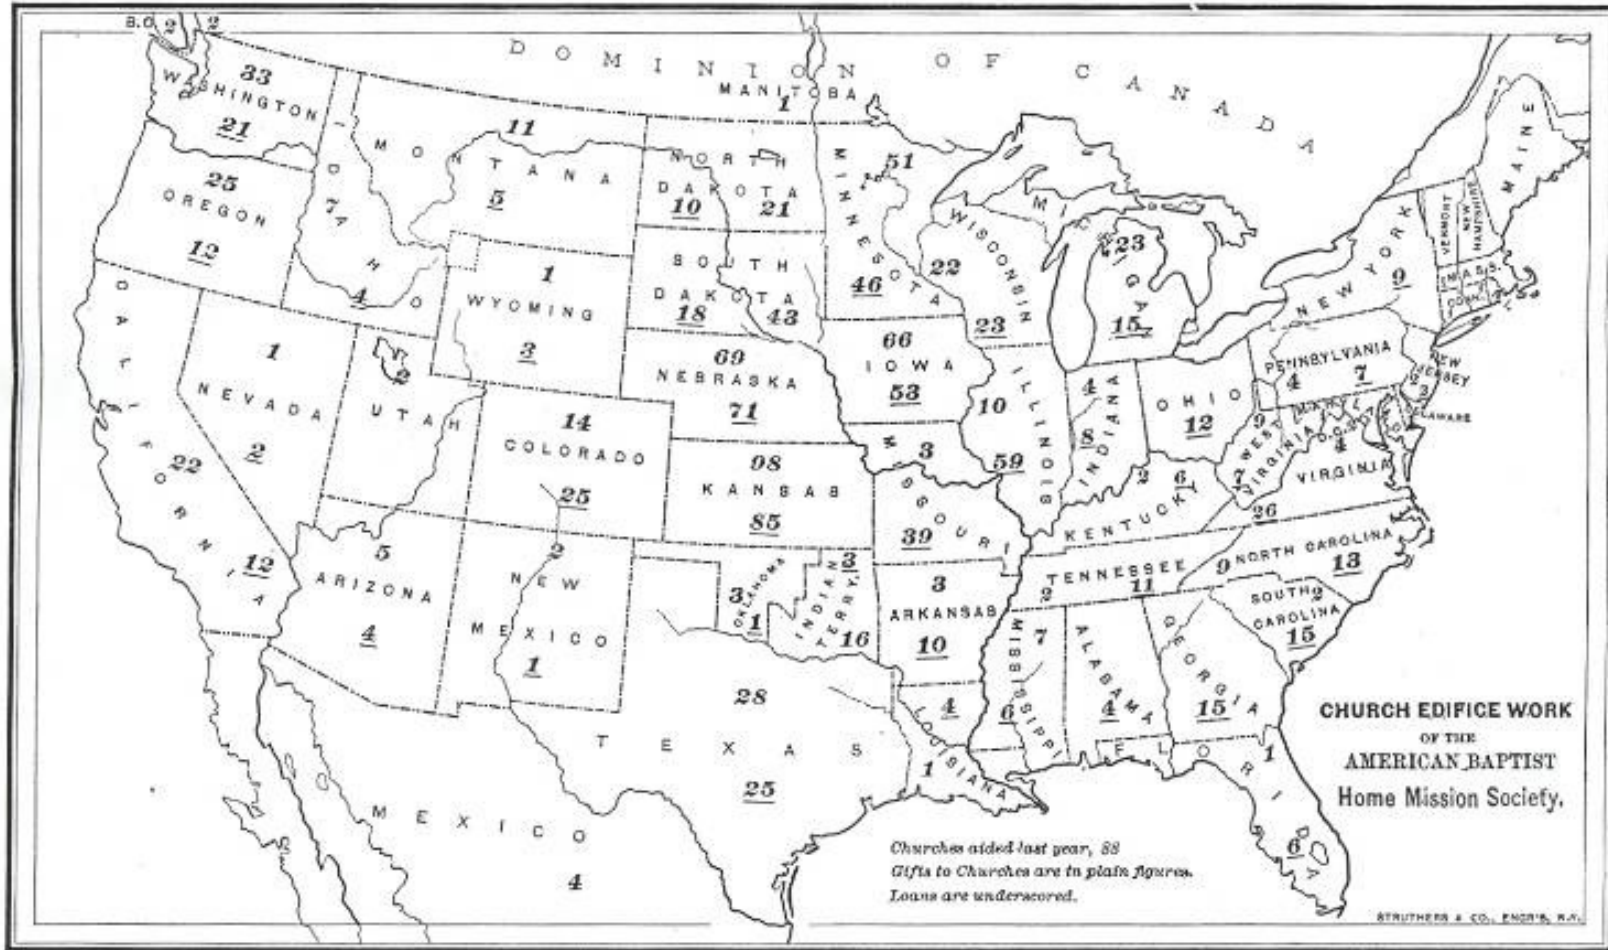 B.C. 2 2
DOMINION OF CANADA
MANITOBA
1
33
WASHINGTON
21
25
OREGON
12
IDAHO
7
4
11
MONTANA
5
NORTH
DAKOTA
10 21
SOUTH
DAKOTA
18 43
MINNESOTA
51
46
WISCONSIN
22
23
MICHIGAN
23
15
MAINE
VERMONT
NEW
HAMPSHIRE
MASS.
CONN.
NEW YORK
9
1
WYOMING
3
1
NEVADA
2
2
UTAH
CALIFORNIA
22
12
14
COLORADO
25
69
NEBRASKA
71
66
IOWA
53
98
KANSAS
85
MISSOURI
3
39
ILLINOIS
10
59
INDIANA
4
8
OHIO
12
PENNSYLVANIA
4 7
NEW
JERSEY
3
DELAWARE
WEST
VIRGINIA
9
7
VIRGINIA
4
26
KENTUCKY
2 6
TENNESSEE
2 11
NORTH CAROLINA
9 13
SOUTH 2
CAROLINA
15
5
ARIZONA
4
2
NEW
MEXICO
1
OKLAHOMA
3
1
INDIAN
TERRY.
3
16
3
ARKANSAS
10
MISSISSIPPI
7
6
ALABAMA
4
GEORGIA
15
28
TEXAS
25
LOUISIANA
4
1
FLORIDA
1
6
MEXICO
4
CHURCH EDIFICE WORK
OF THE
AMERICAN BAPTIST
Home Mission Society.
Churches aided last year, 88
Gifts to Churches are in plain figures.
Loans are underscored.
STRUTHERS & CO., ENGR'S, N.Y.